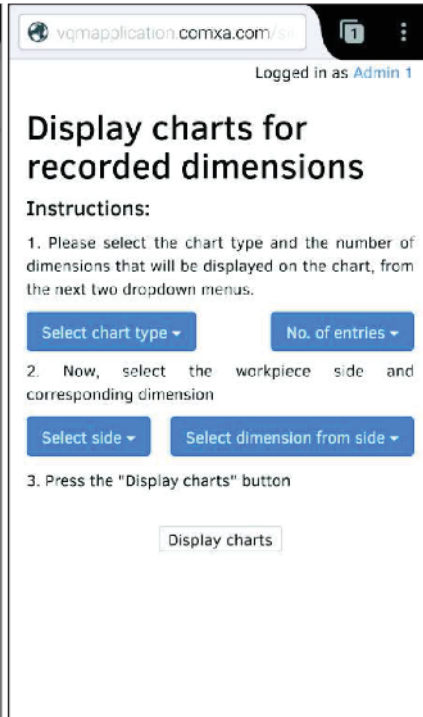 vqmapplication.comxa.com/si
1
Logged in as Admin 1
Display charts for
recorded dimensions
Instructions:
1. Please select the chart type and the number of
dimensions that will be displayed on the chart, from
the next two dropdown menus.
Select chart type
No. of entries
2. Now, select the workpiece side and
corresponding dimension
Select side
Select dimension from side
3. Press the "Display charts" button
Display charts